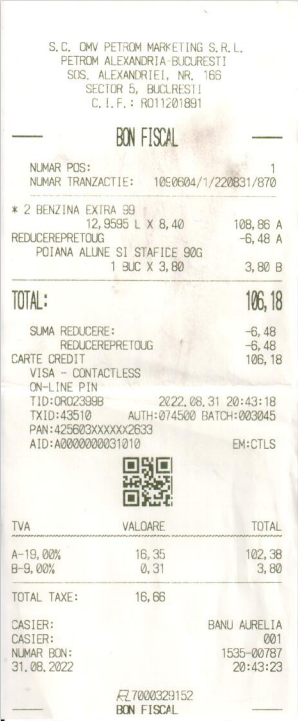 S.C. OMV PETROM MARKETING S.R.L.
PETROM ALEXANDRIA-BUCURESTI
SOS. ALEXANDRIEI, NR. 166
SECTOR 5, BUCURESTI
C.I.F.: RO11201891
BON FISCAL
NUMAR POS: 1
NUMAR TRANZACTIE: 1090604/1/220831/870
* 2 BENZINA EXTRA 99
12,9595 L X 8,40 108,86 A
REDUCEREPRETOUG -6,48 A
POIANA ALUNE SI STAFICE 90G
1 BUC X 3,80 3,80 B
TOTAL: 106,18
SUMA REDUCERE: -6,48
REDUCEREPRETOUG -6,48
CARTE CREDIT 106,18
VISA - CONTACTLESS
ON-LINE PIN
TID:ORO2399B 2022.08.31 20:43:18
TXID:43510 AUTH:074500 BATCH:003045
PAN:425603XXXXXX2633
AID:A0000000031010 EM:CTLS
TVA VALOARE TOTAL
A-19,00% 16,35 102,38
B-9,00% 0,31 3,80
TOTAL TAXE: 16,66
CASIER: BANU AURELIA
CASIER: 001
NUMAR BON: 1535-00787
31.08.2022 20:43:23
7000329152
BON FISCAL